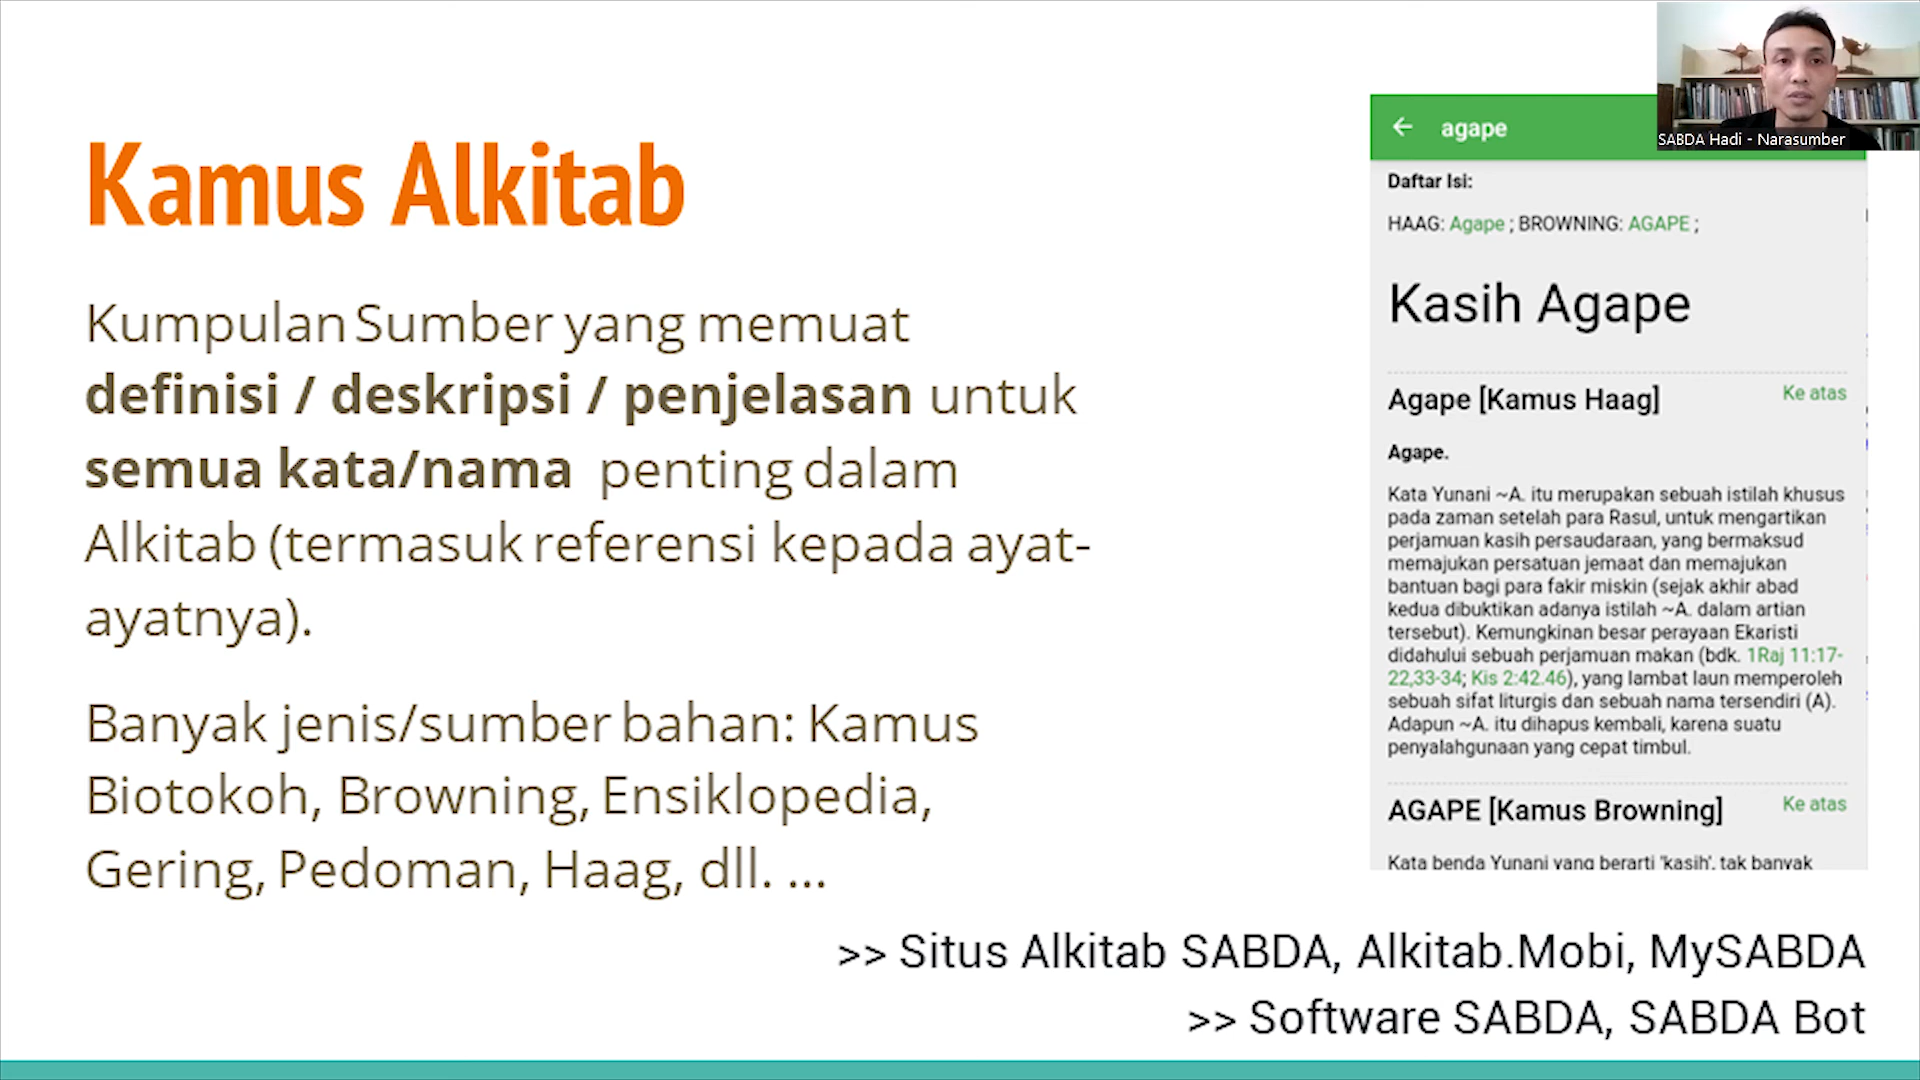 Kamus Alkitab
Kumpulan Sumber yang memuat
definisi / deskripsi / penjelasan untuk
semua kata/nama penting dalam
Alkitab (termasuk referensi kepada ayat-
ayatnya).
Banyak jenis/sumber bahan: Kamus
Biotokoh, Browning, Ensiklopedia,
Gering, Pedoman, Haag, dll. ...
agape
Daftar Isi:
HAAG: Agape ; BROWNING: AGAPE ;
Kasih Agape
Agape [Kamus Haag] Ke atas
Agape.
Kata Yunani ~A. itu merupakan sebuah istilah khusus
pada zaman setelah para Rasul, untuk mengartikan
perjamuan kasih persaudaraan, yang bermaksud
memajukan persatuan jemaat dan memajukan
bantuan bagi para fakir miskin (sejak akhir abad
kedua dibuktikan adanya istilah ~A. dalam artian
tersebut). Kemungkinan besar perayaan Ekaristi
didahului sebuah perjamuan makan (bdk. 1Raj 11:17-
22,33-34; Kis 2:42.46), yang lambat laun memperoleh
sebuah sifat liturgis dan sebuah nama tersendiri (A).
Adapun ~A. itu dihapus kembali, karena suatu
penyalahgunaan yang cepat timbul.
AGAPE [Kamus Browning] Ke atas
Kata benda Yunani yang berarti 'kasih', tak banyak
>> Situs Alkitab SABDA, Alkitab.Mobi, MySABDA
>> Software SABDA, SABDA Bot
SABDA Hadi - Narasumber